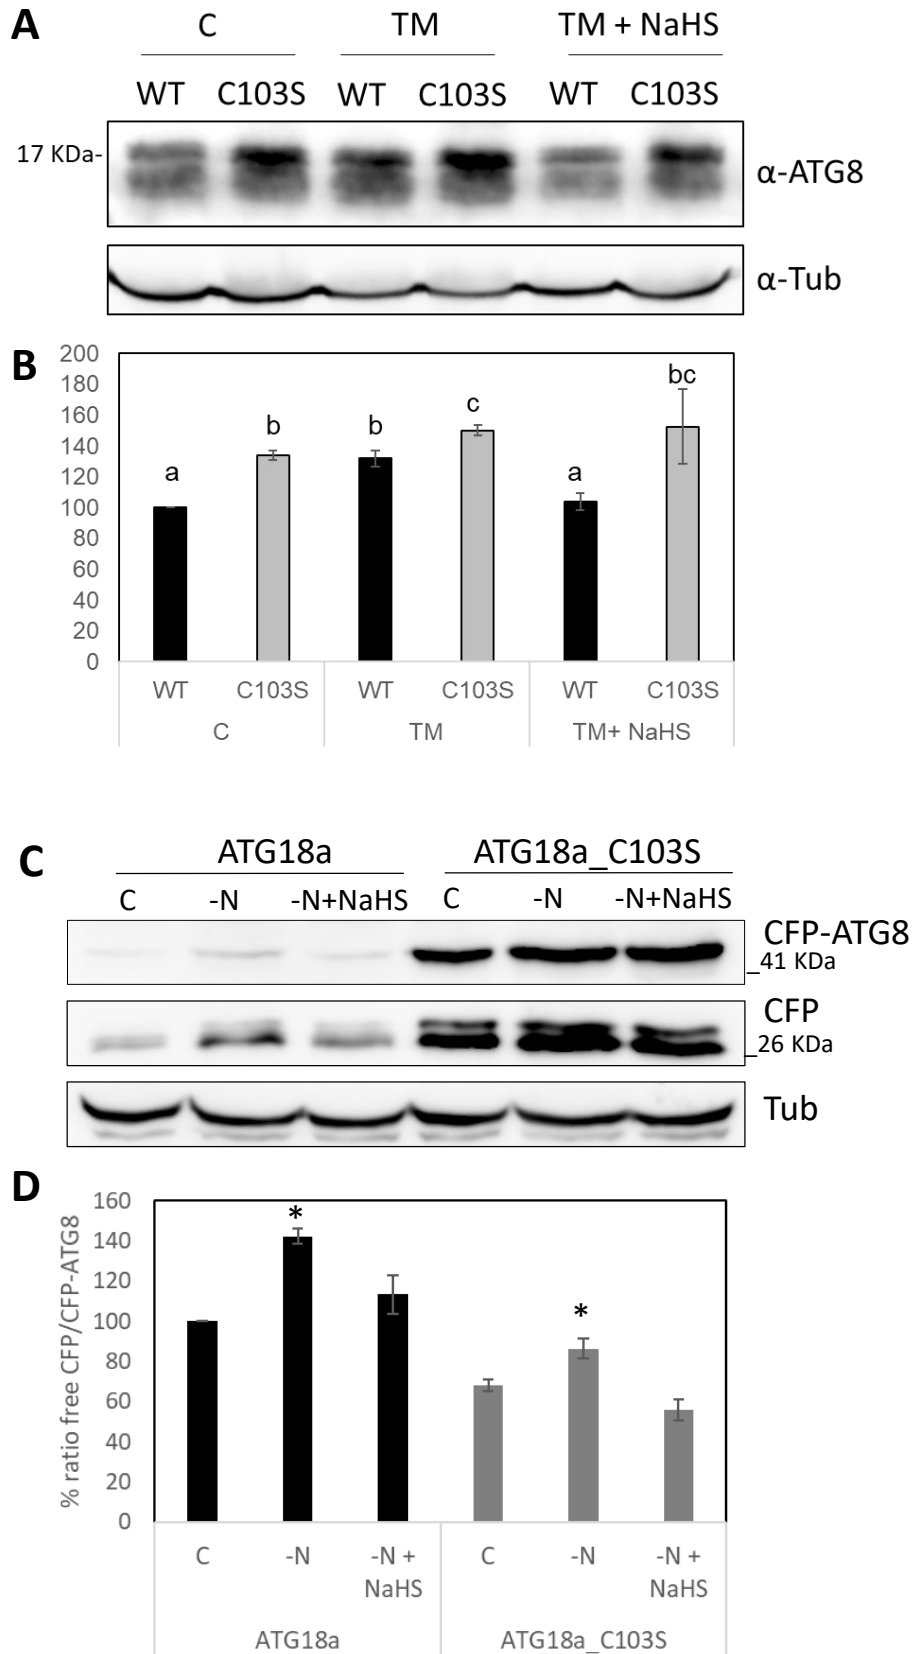 A
C TM TM + NaHS
WT C103S WT C103S WT C103S
17 KDa-
α-ATG8
α-Tub
B
200
180
160
140
120
100
80
60
40
20
0
a b b c a bc
WT C103S WT C103S WT C103S
C TM TM+ NaHS
C
ATG18a ATG18a_C103S
C -N -N+NaHS C -N -N+NaHS
CFP-ATG8
_41 KDa
CFP
_26 KDa
Tub
D
% ratio free CFP/CFP-ATG8
160
140
120
100
80
60
40
20
0
* *
C -N -N + C -N -N +
NaHS NaHS
ATG18a ATG18a_C103S